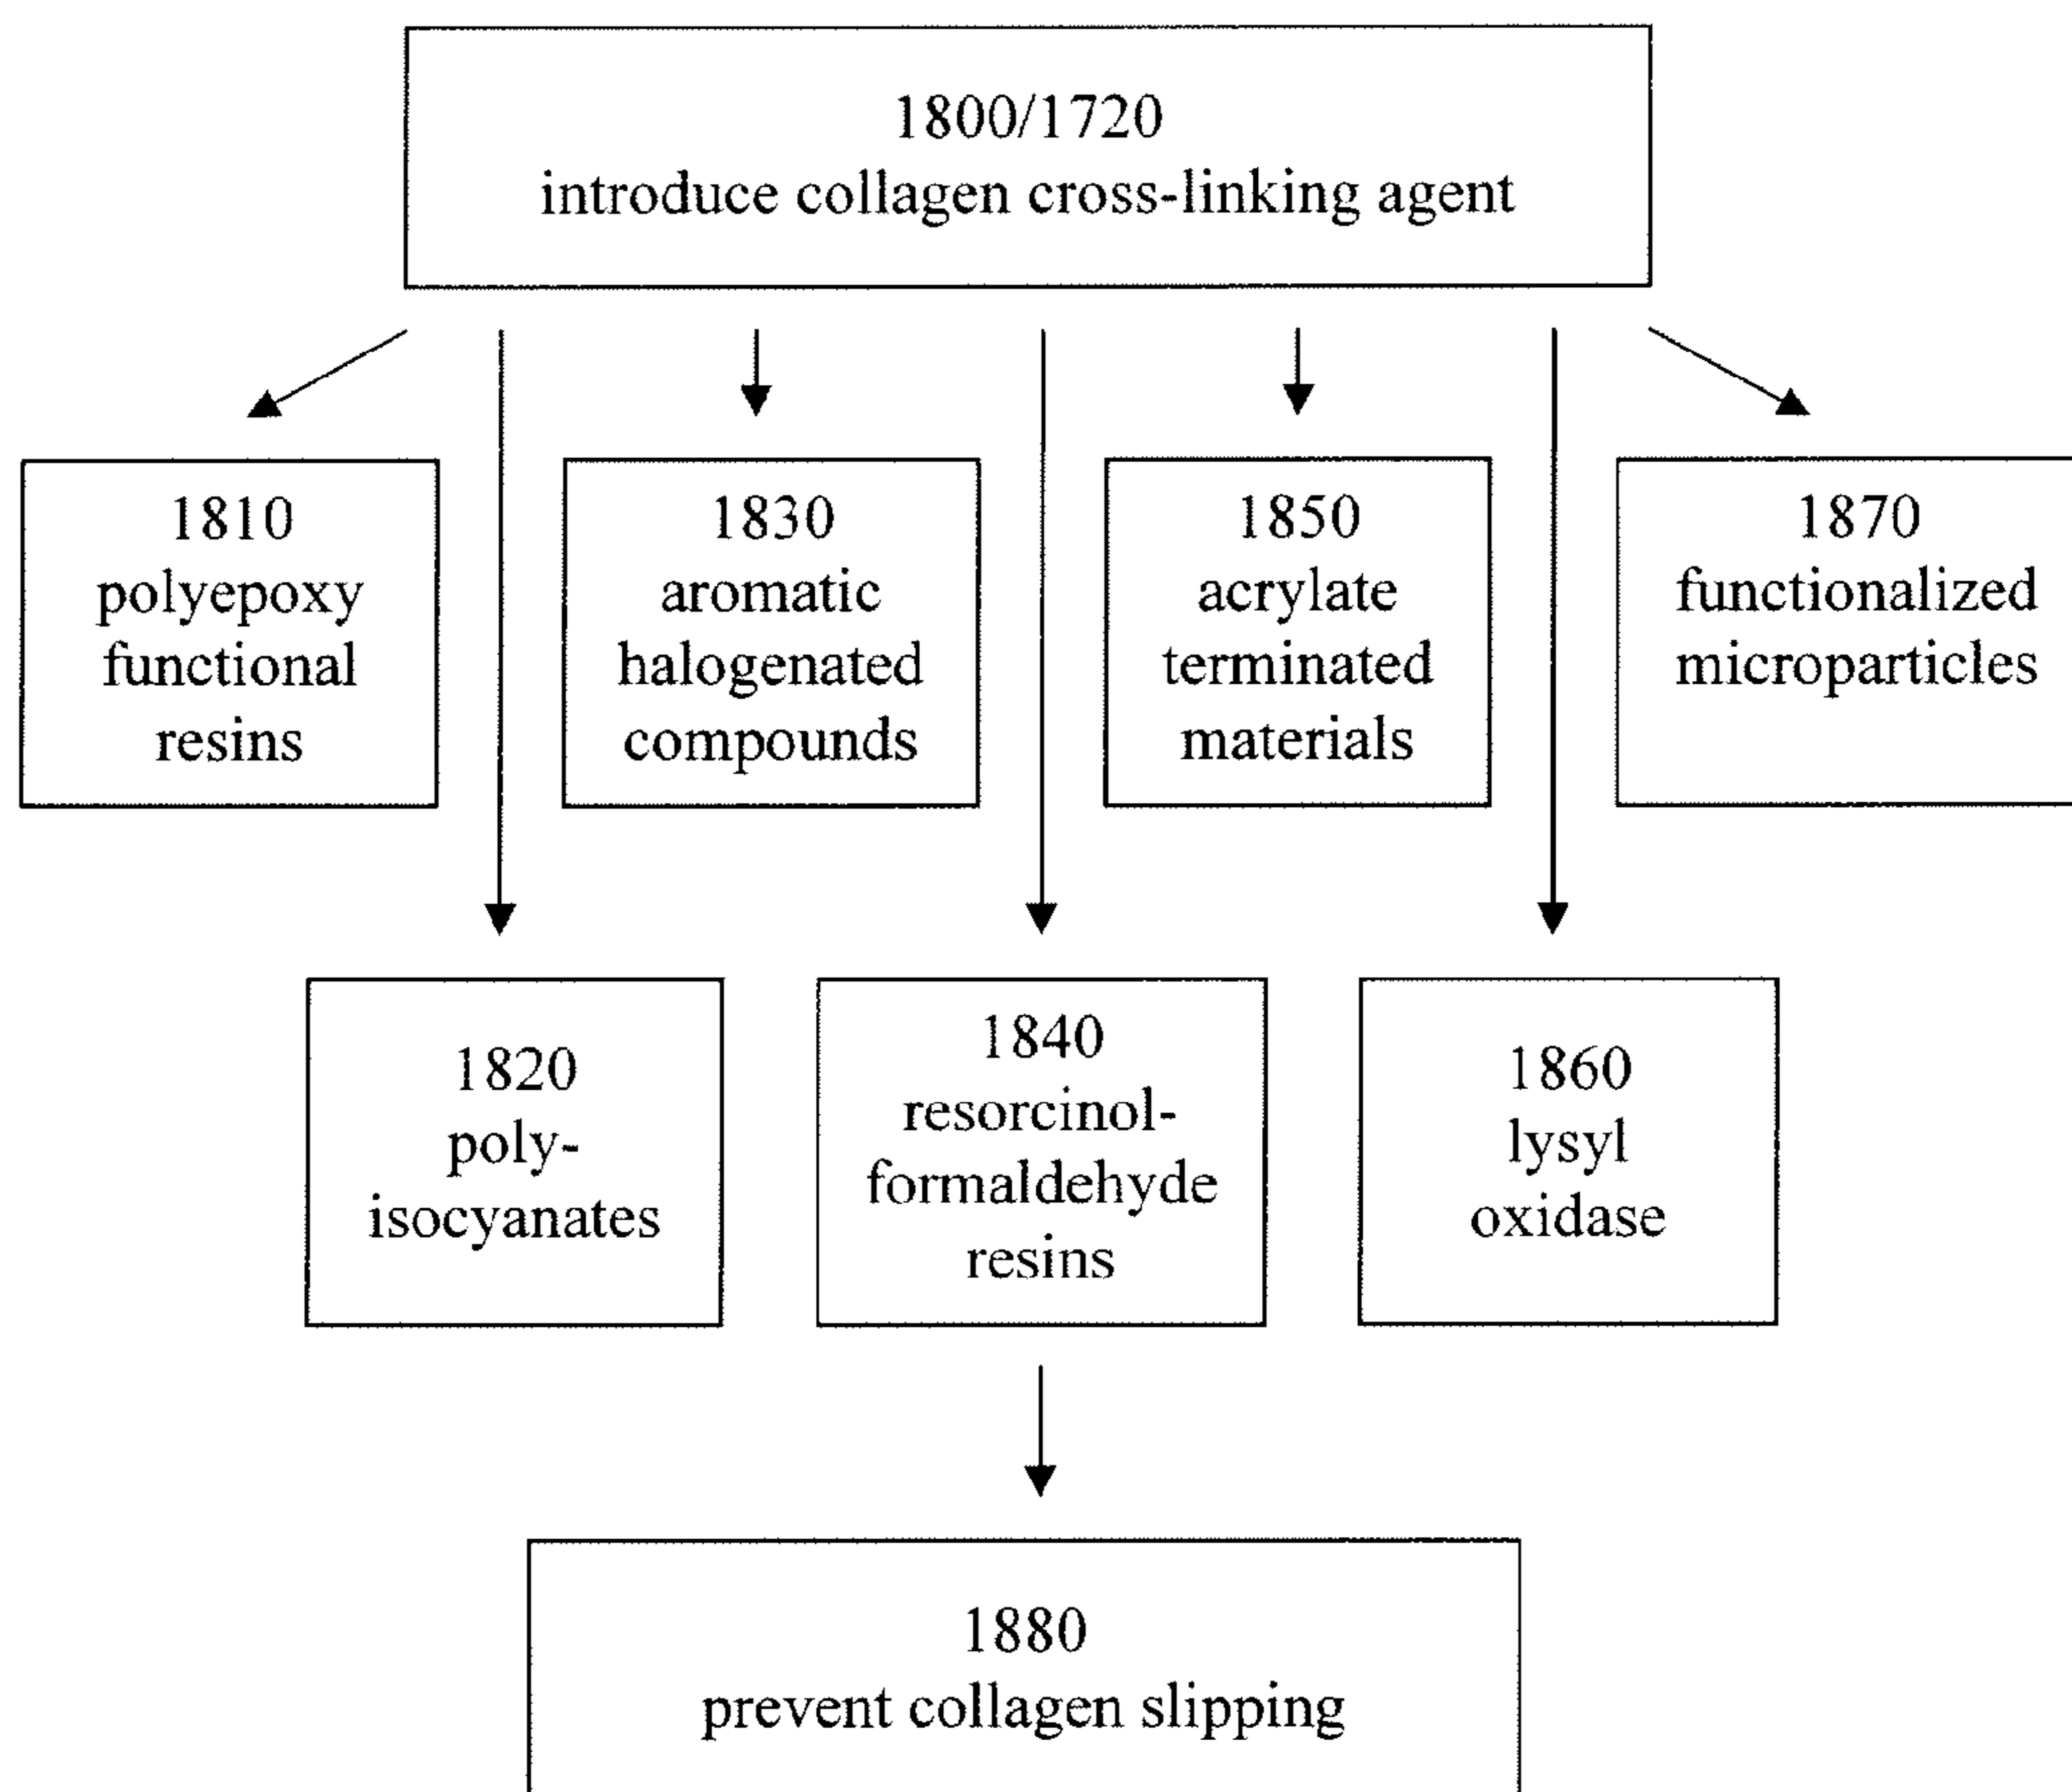 1800/1720
introduce collagen cross-linking agent
1810
polyepoxy
functional
resins
1830
aromatic
halogenated
compounds
1850
acrylate
terminated
materials
1870
functionalized
microparticles
1820
poly-
isocyanates
1840
resorcinol-
formaldehyde
resins
1860
lysyl
oxidase
1880
prevent collagen slipping